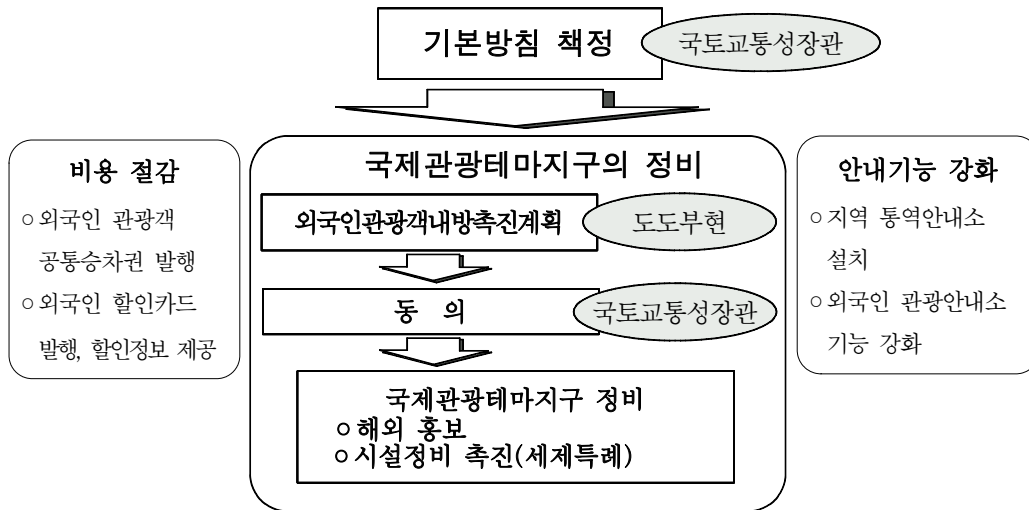 기본방침 책정
국토교통성장관
비용 절감
○ 외국인 관광객
공통승차권 발행
○ 외국인 할인카드
발행, 할인정보 제공
국제관광테마지구의 정비
외국인관광객내방촉진계획
도도부현
동 의
국토교통성장관
국제관광테마지구 정비
○ 해외 홍보
○ 시설정비 촉진(세제특례)
안내기능 강화
○ 지역 통역안내소
설치
○ 외국인 관광안내소
기능 강화